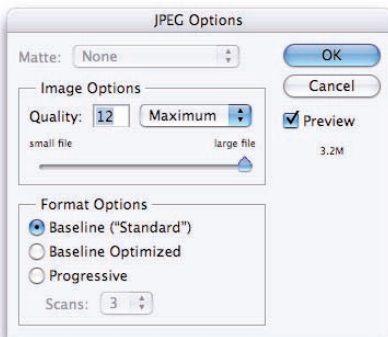 JPEG Options
Matte: None
OK
Cancel
Image Options
Quality: 12 Maximum
Preview
small file large file
3.2M
Format Options
Baseline ("Standard")
Baseline Optimized
Progressive
Scans: 3